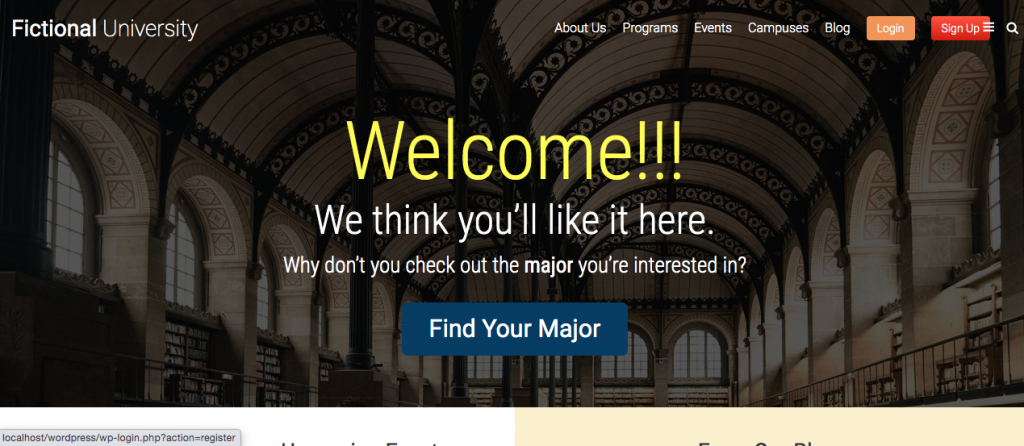 Fictional University
About Us Programs Events Campuses Blog Login Sign Up
Welcome!!!
We think you’ll like it here.
Why don’t you check out the major you’re interested in?
Find Your Major
localhost/wordpress/wp-login.php?action=register